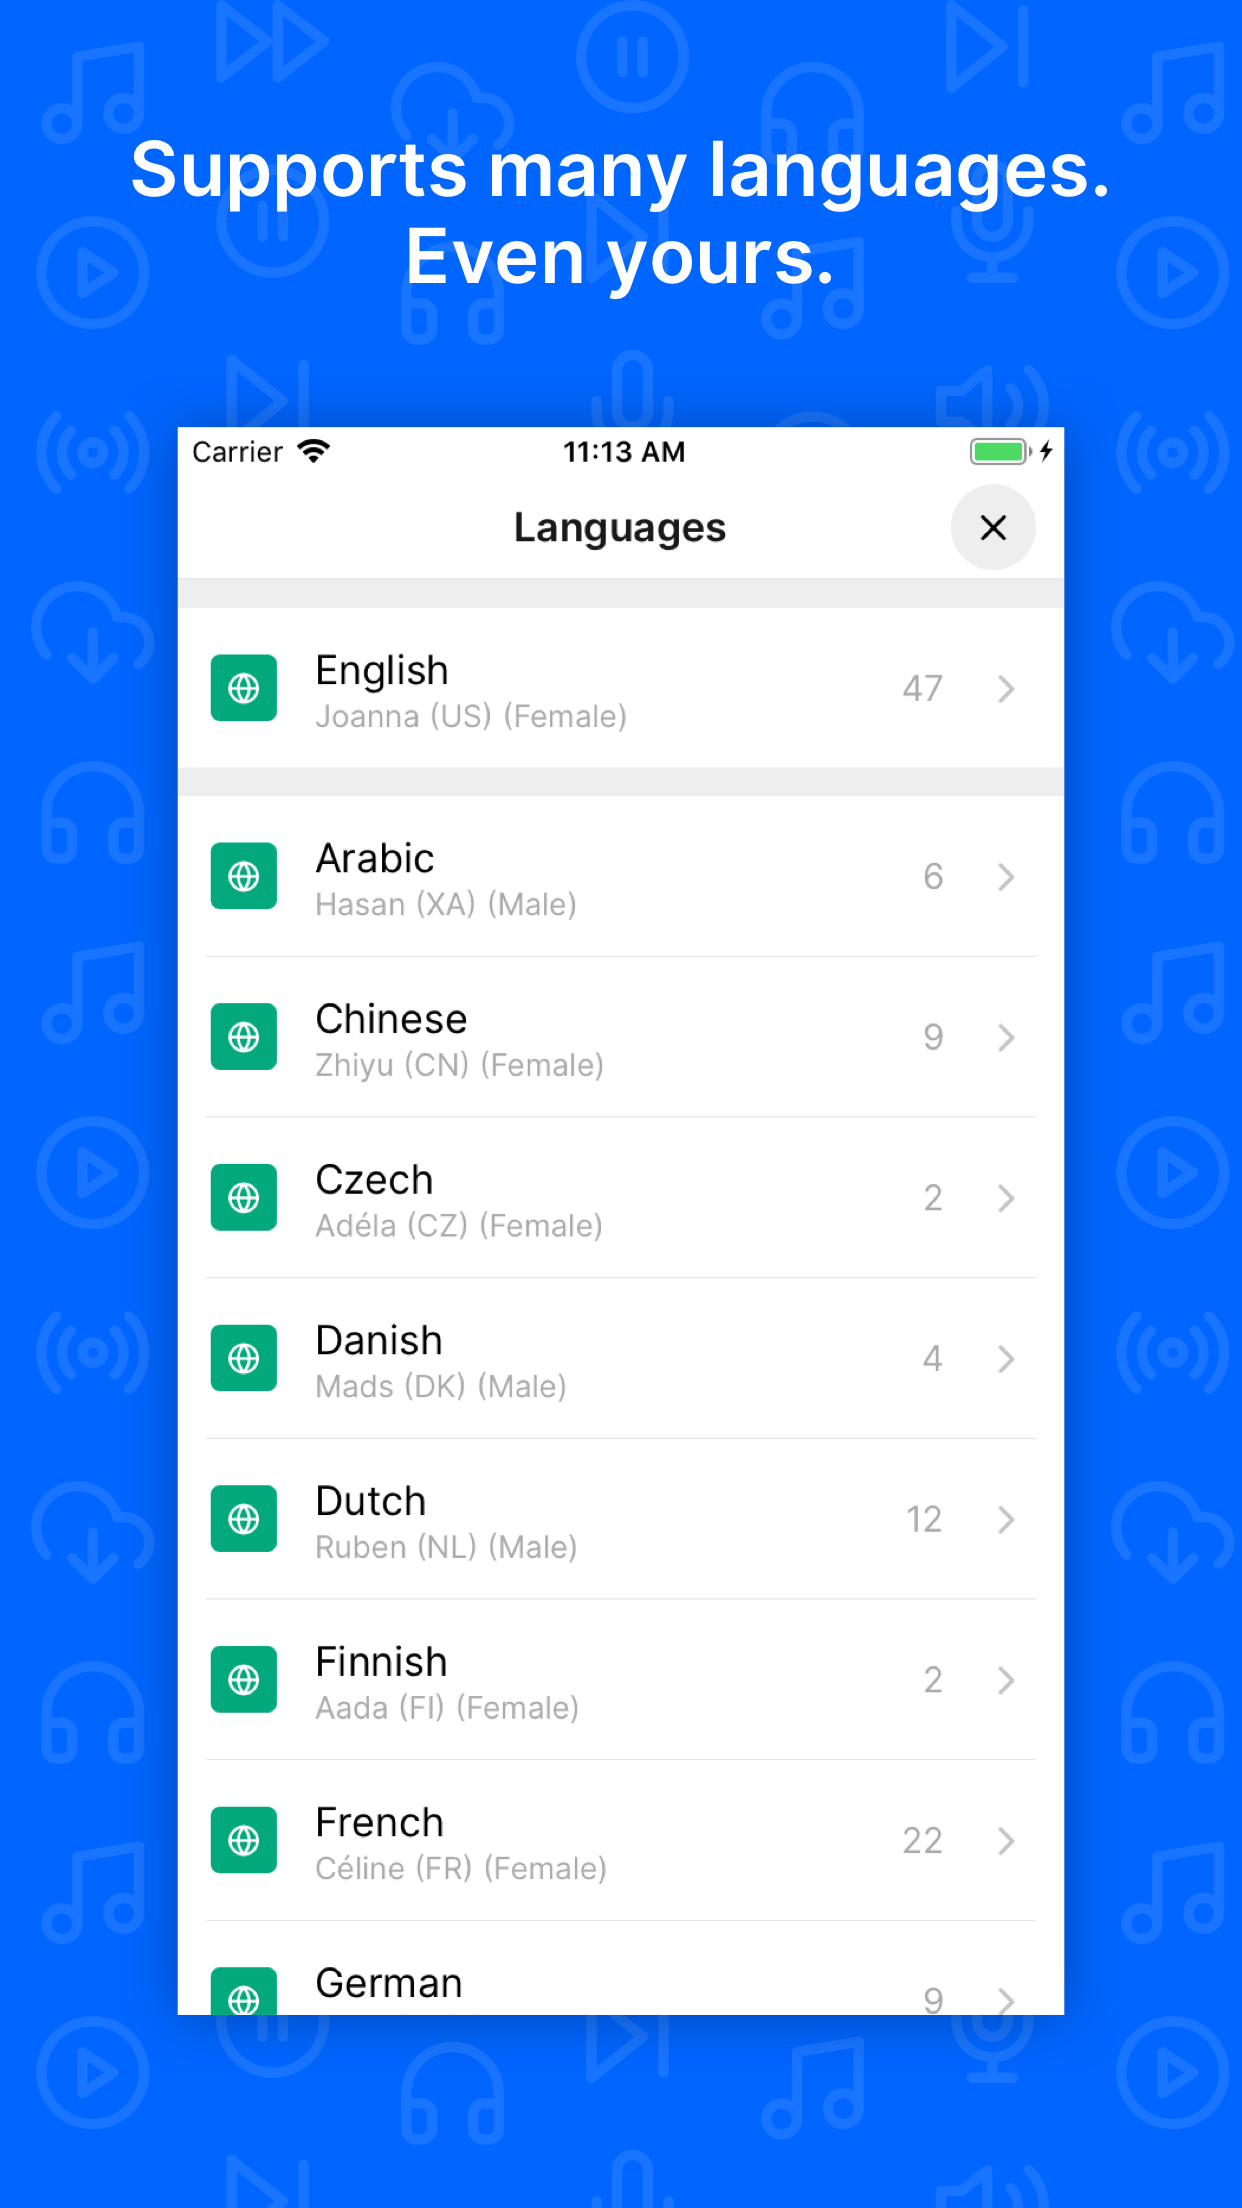 Supports many languages.
Even yours.
Carrier 11:13 AM
Languages
English
Joanna (US) (Female)
47
Arabic
Hasan (XA) (Male)
6
Chinese
Zhiyu (CN) (Female)
9
Czech
Adéla (CZ) (Female)
2
Danish
Mads (DK) (Male)
4
Dutch
Ruben (NL) (Male)
12
Finnish
Aada (FI) (Female)
2
French
Céline (FR) (Female)
22
German
9